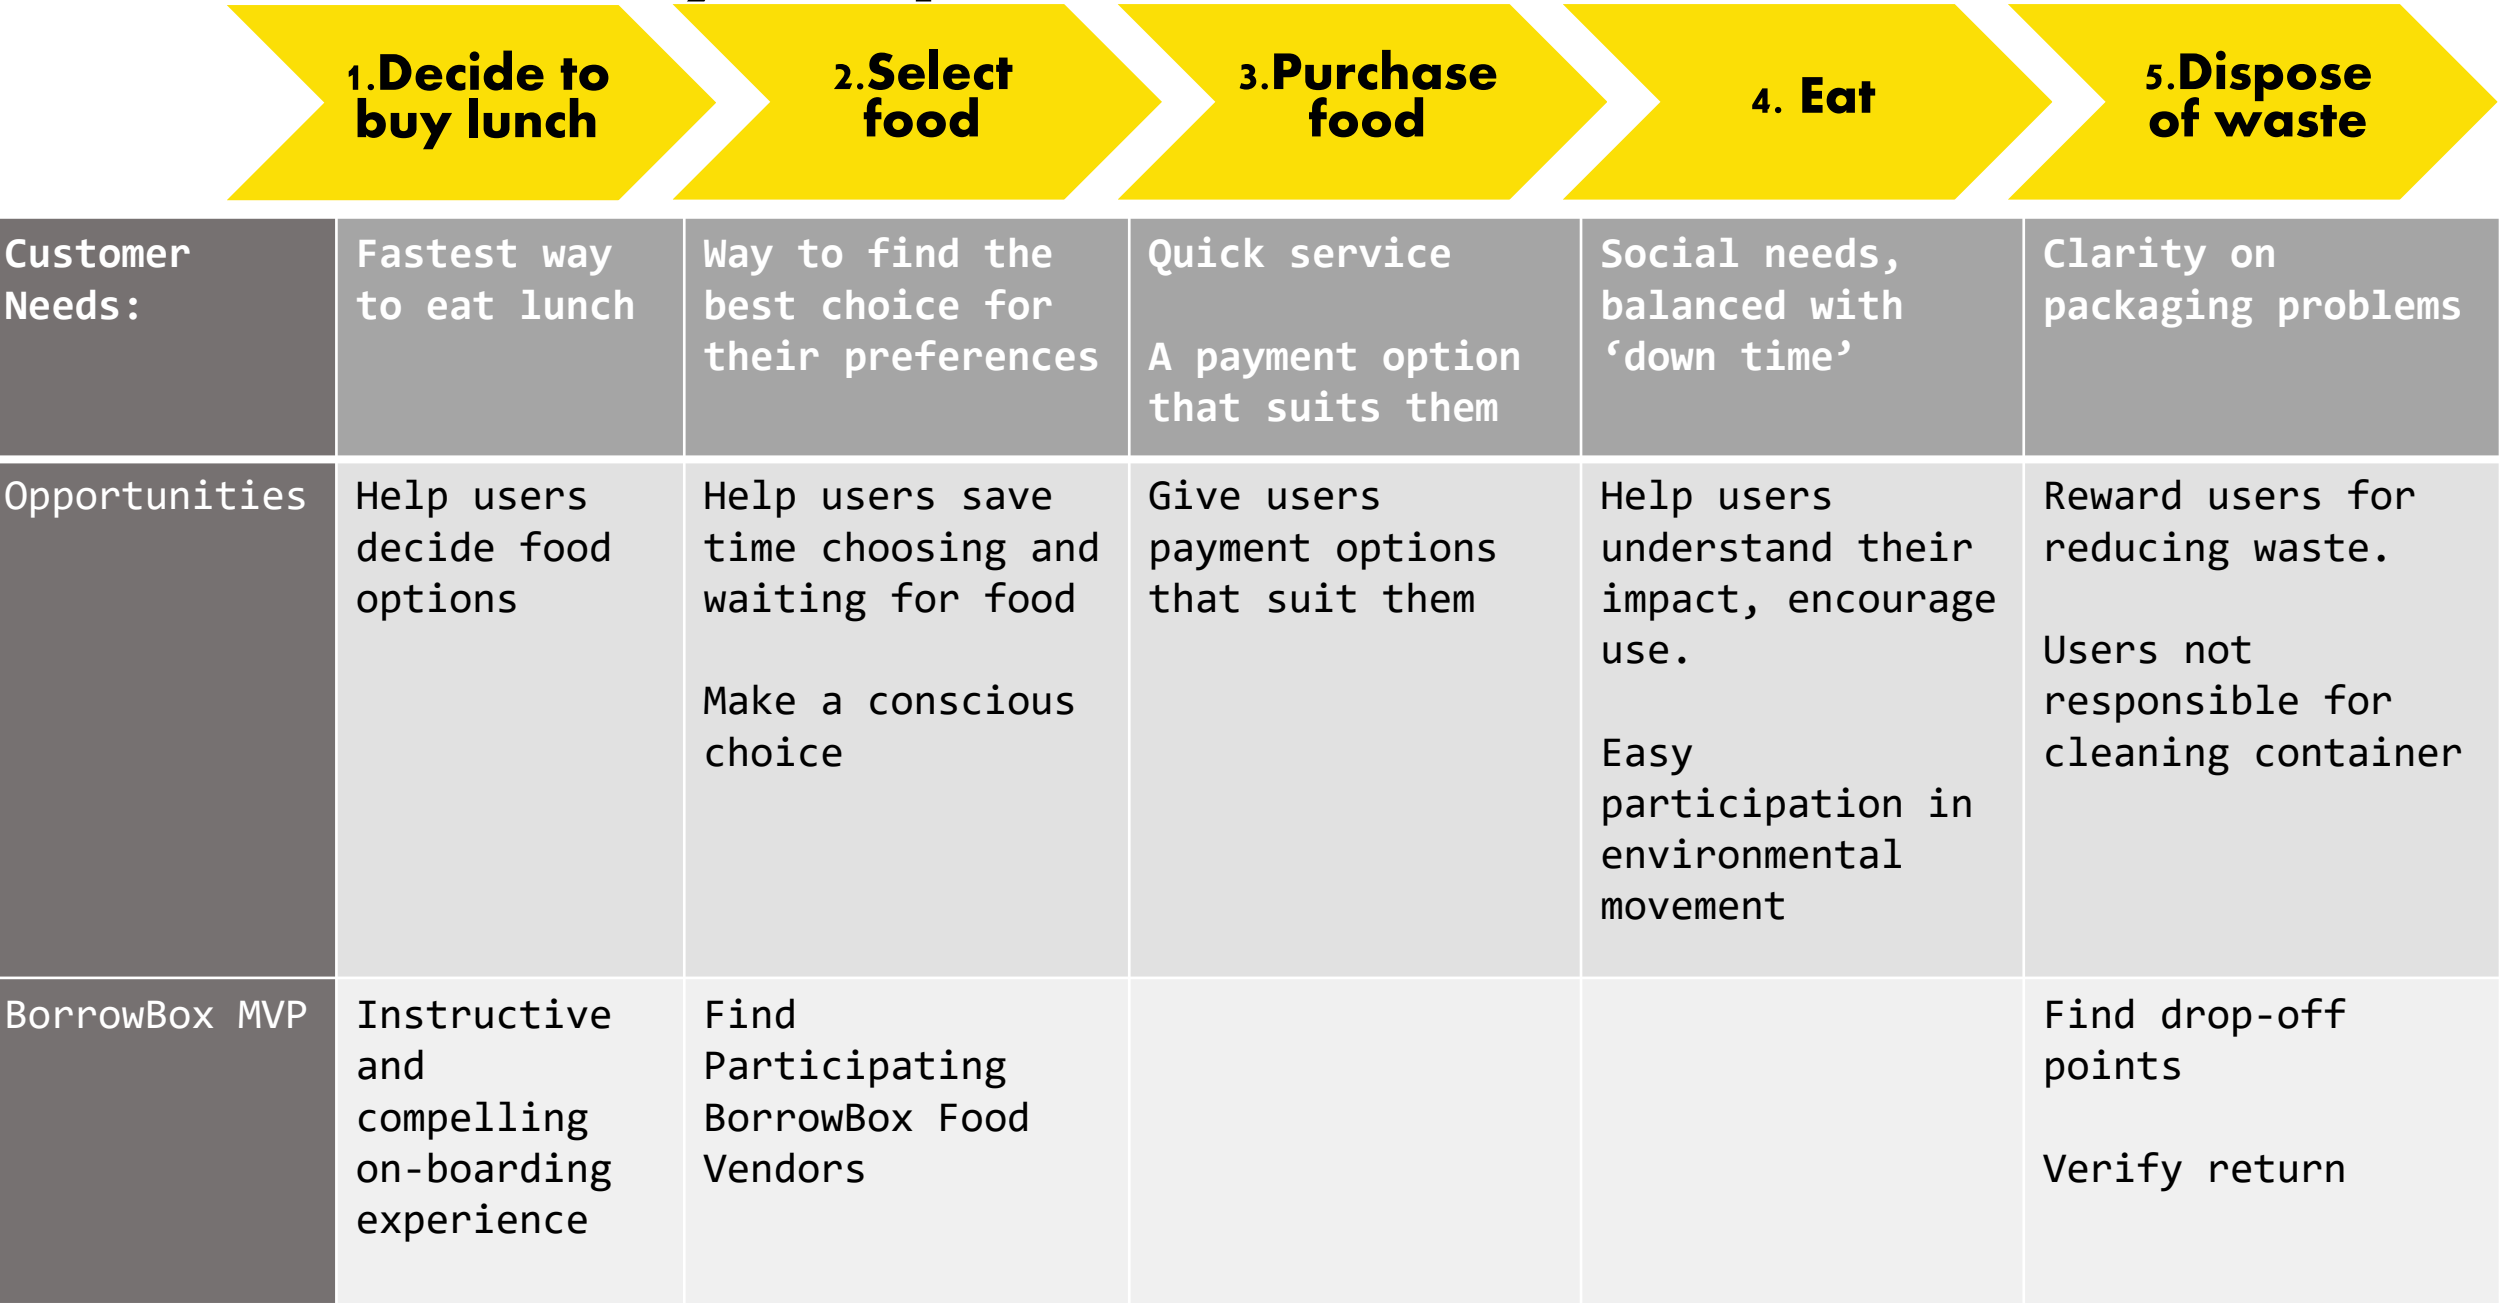 1.Decide to
buy lunch
2.Select
food
3.Purchase
food
4. Eat
5.Dispose
of waste
Customer
Needs:
Fastest way
to eat lunch
Way to find the
best choice for
their preferences
Quick service
A payment option
that suits them
Social needs,
balanced with
‘down time’
Clarity on
packaging problems
Opportunities
Help users
decide food
options
Help users save
time choosing and
waiting for food
Make a conscious
choice
Give users
payment options
that suit them
Help users
understand their
impact, encourage
use.
Easy
participation in
environmental
movement
Reward users for
reducing waste.
Users not
responsible for
cleaning container
BorrowBox MVP
Instructive
and
compelling
on-boarding
experience
Find
Participating
BorrowBox Food
Vendors
Find drop-off
points
Verify return